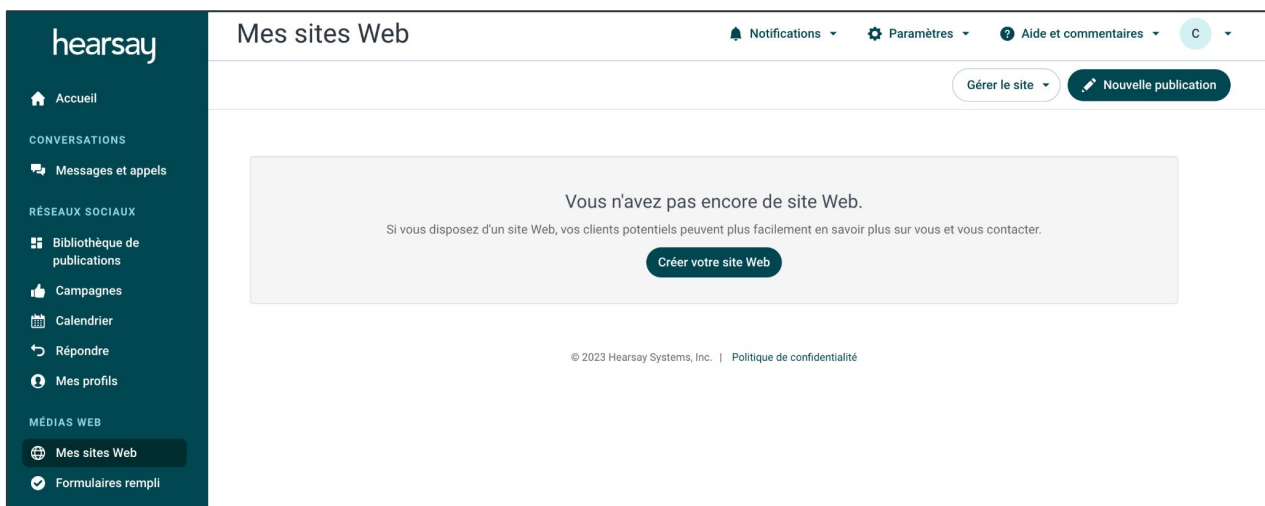 hearsay
Accueil
CONVERSATIONS
Messages et appels
RÉSEAUX SOCIAUX
Bibliothèque de
publications
Campagnes
Calendrier
Répondre
Mes profils
MÉDIAS WEB
Mes sites Web
Formulaires rempli
Mes sites Web
Notifications
Paramètres
Aide et commentaires
C
Gérer le site
Nouvelle publication
Vous n'avez pas encore de site Web.
Si vous disposez d'un site Web, vos clients potentiels peuvent plus facilement en savoir plus sur vous et vous contacter.
Créer votre site Web
© 2023 Hearsay Systems, Inc. | Politique de confidentialité